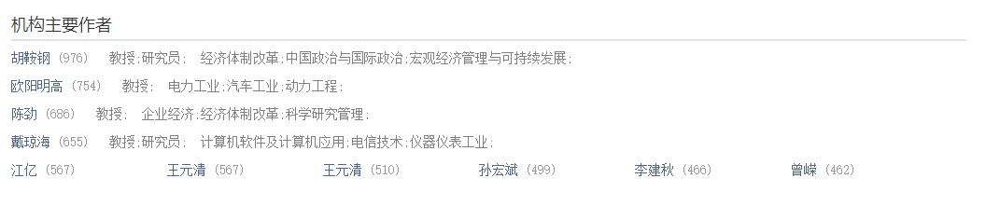 机构主要作者
胡鞍钢 (976) 教授;研究员; 经济体制改革;中国政治与国际政治;宏观经济管理与可持续发展;
欧阳明高 (754) 教授; 电力工业;汽车工业;动力工程;
陈劲 (686) 教授; 企业经济;经济体制改革;科学研究管理;
戴琼海 (655) 教授;研究员; 计算机软件及计算机应用;电信技术;仪器仪表工业;
江亿 (567) 王元清 (567) 王元清 (510) 孙宏斌 (499) 李建秋 (466) 曾嵘 (462)